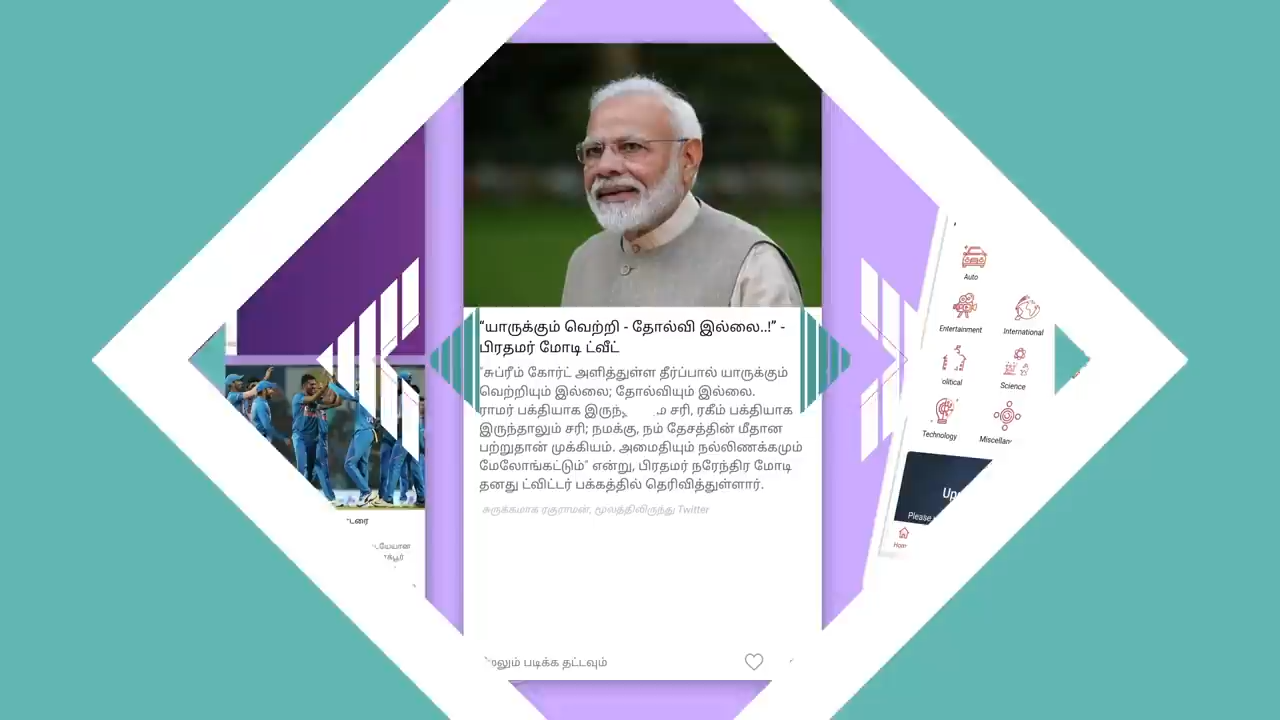 “யாருக்கும் வெற்றி - தோல்வி இல்லை..!” -
பிரதமர் மோடி ட்வீட்
"சுப்ரீம் கோர்ட் அளித்துள்ள தீர்ப்பால் யாருக்கும்
வெற்றியும் இல்லை; தோல்வியும் இல்லை.
ராமர் பக்தியாக சரி, ரகீம் பக்தியாக
இருந்தாலும் சரி; நமக்கு, நம் தேசத்தின் மீதான
பற்றுதான் முக்கியம். அமைதியும் நல்லிணக்கமும்
மேலோங்கட்டும்" என்று, பிரதமர் நரேந்திர மோடி
தனது ட்விட்டர் பக்கத்தில் தெரிவித்துள்ளார்.
சுருக்கமாக ரகுராமன், மூலத்திலிருந்து Twitter
படிக்க தட்டவும்
Auto
Entertainment International
Science
Technology
Please